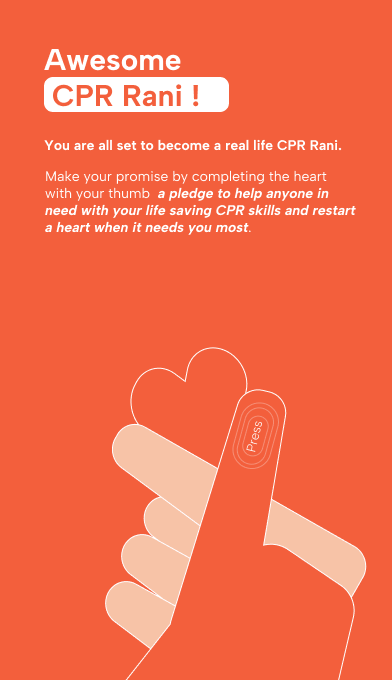 Awesome
CPR Rani !
You are all set to become a real life CPR Rani.
Make your promise by completing the heart
with your thumb a pledge to help anyone in
need with your life saving CPR skills and restart
a heart when it needs you most.
Press